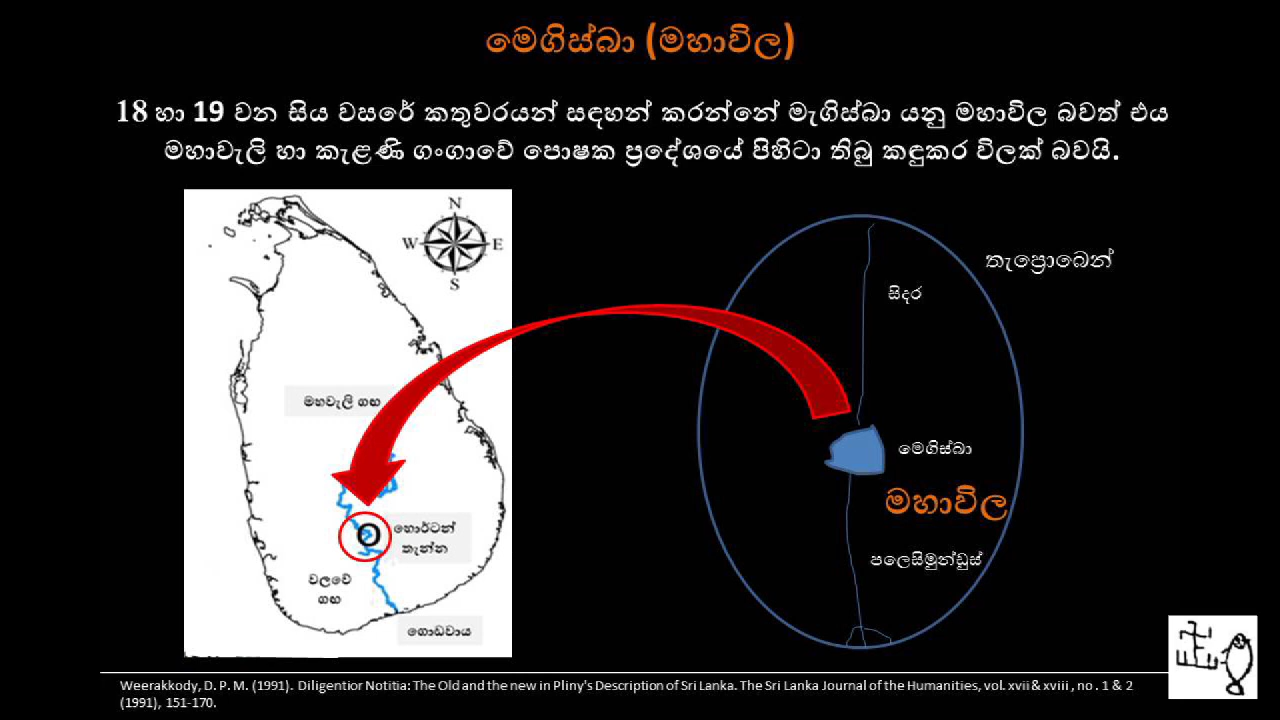 මෙගිස්බා (මහාවිල)
18 හා 19 වන සිය වසරේ කතුවරයන් සඳහන් කරන්නේ මැගිස්බා යනු මහාවිල බවත් එය
මහාවැලි හා කැළණි ගංගාවේ පොෂක ප්‍රදේශයේ පිහිටා තිබු කඳුකර විලක් බවයි.
N
W
E
S
තැප්‍රොබෙන්
සිදර
මහවැලි ගඟ
මෙගිස්බා
මහාවිල
හොර්ටන්
තැන්න
පලෙසිමුන්ඩුස්
වලවේ
ගඟ
ගොඩවාය
Weerakkody, D. P. M. (1991). Diligentior Notitia: The Old and the new in Pliny's Description of Sri Lanka. The Sri Lanka Journal of the Humanities, vol. xvii & xviii , no . 1 & 2
(1991), 151-170.